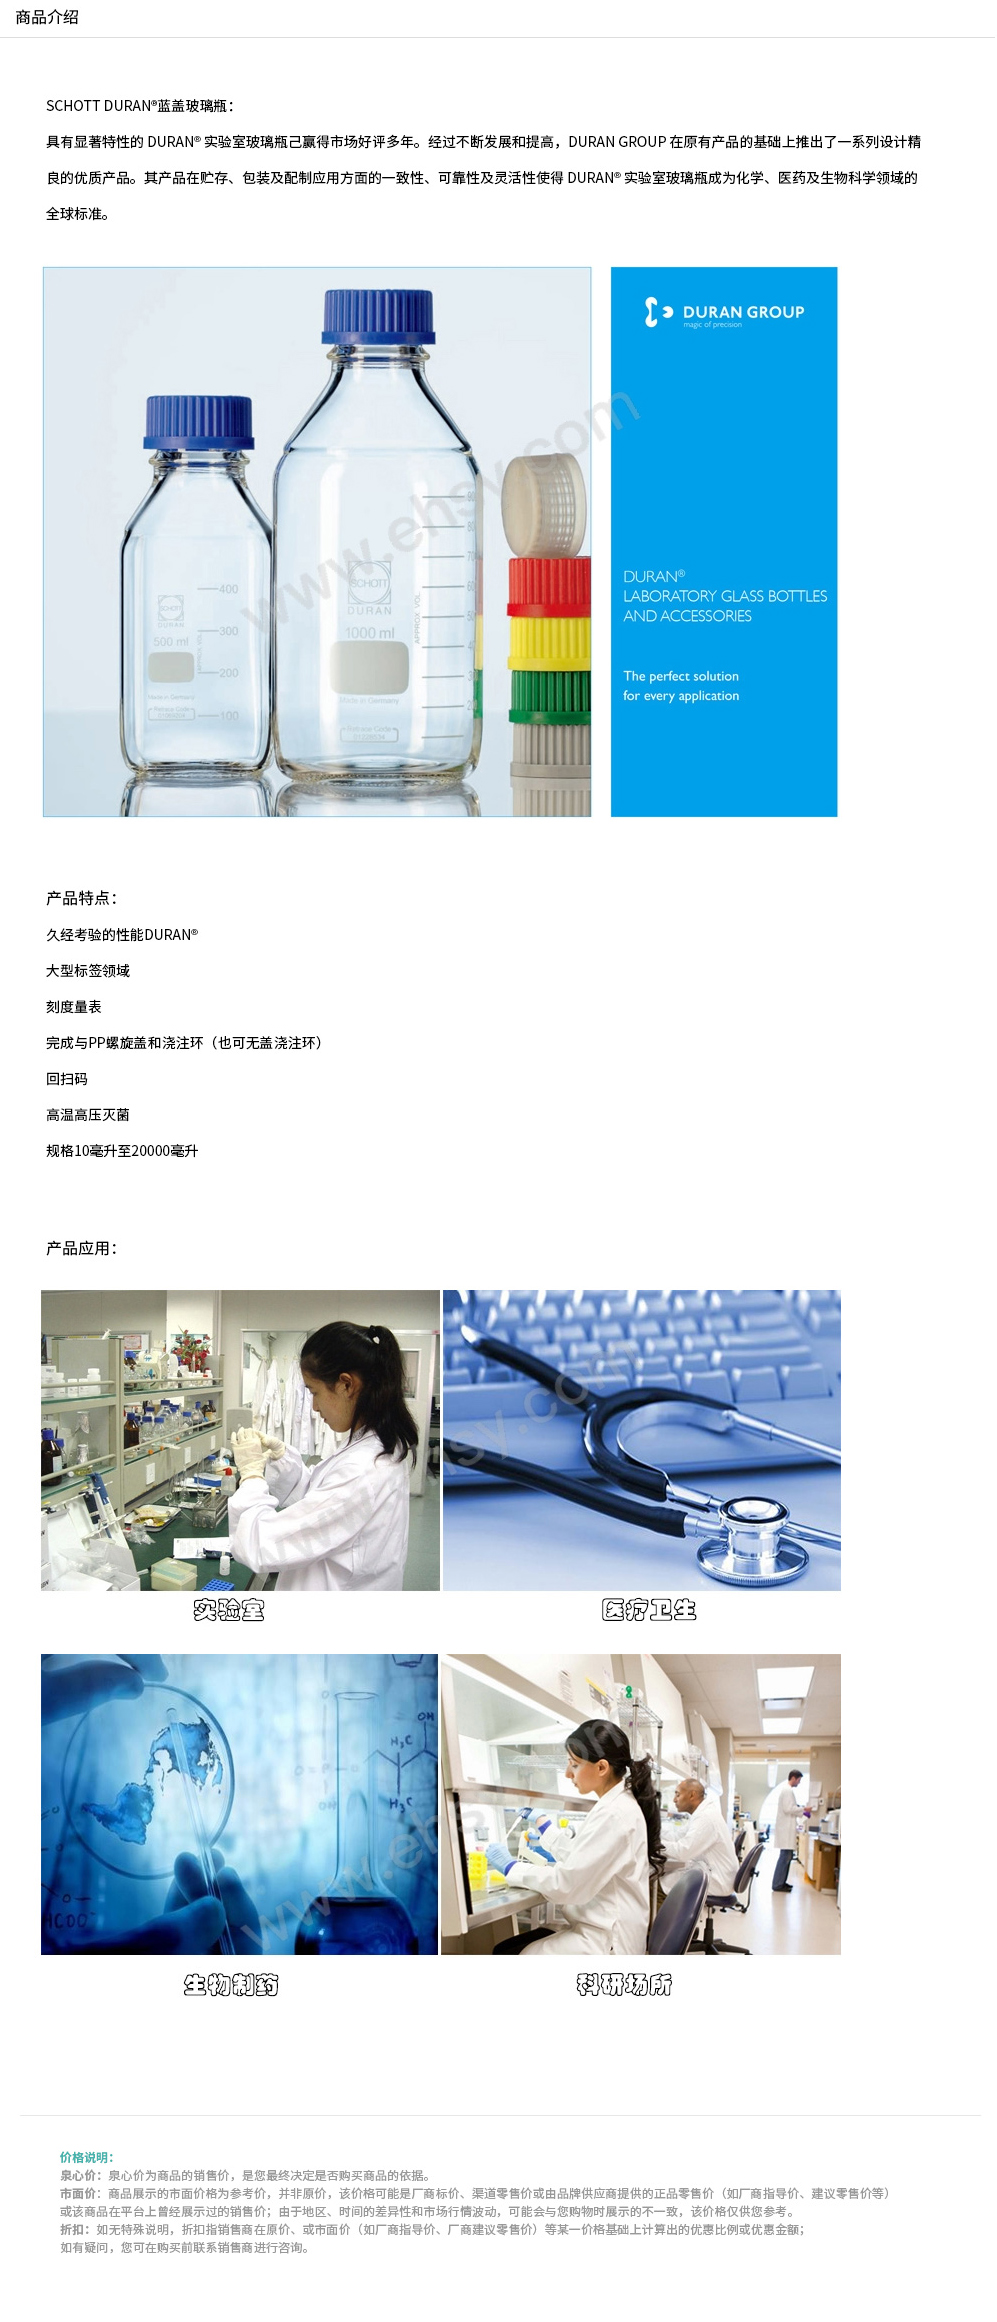 商品介绍
SCHOTT DURAN®蓝盖玻璃瓶：
具有显著特性的 DURAN® 实验室玻璃瓶己赢得市场好评多年。经过不断发展和提高，DURAN GROUP 在原有产品的基础上推出了一系列设计精
良的优质产品。其产品在贮存、包装及配制应用方面的一致性、可靠性及灵活性使得 DURAN® 实验室玻璃瓶成为化学、医药及生物科学领域的
全球标准。
DURAN GROUP
magic of precision
www.ehsy.com
90
80
70
SCHOTT
DURAN
1000 ml
APPROX VOL
50
Made in Germany
Retrace Code
400
SCHOTT
DURAN
300
500 ml
200
Made in Germany
Retrace Code
100
DURAN®
LABORATORY GLASS BOTTLES
AND ACCESSORIES
The perfect solution
for every application
产品特点：
久经考验的性能DURAN®
大型标签领域
刻度量表
完成与PP螺旋盖和浇注环（也可无盖浇注环）
回扫码
高温高压灭菌
规格10毫升至20000毫升
产品应用：
实验室
医疗卫生
OH
H₃C
H₃C
HCOO⁻
生物制药
科研场所
价格说明：
泉心价：泉心价为商品的销售价，是您最终决定是否购买商品的依据。
市面价：商品展示的市面价格为参考价，并非原价，该价格可能是厂商标价、渠道零售价或由品牌供应商提供的正品零售价（如厂商指导价、建议零售价等）
或该商品在平台上曾经展示过的销售价；由于地区、时间的差异性和市场行情波动，可能会与您购物时展示的不一致，该价格仅供您参考。
折扣：如无特殊说明，折扣指销售商在原价、或市面价（如厂商指导价、厂商建议零售价）等某一价格基础上计算出的优惠比例或优惠金额；
如有疑问，您可在购买前联系销售商进行咨询。